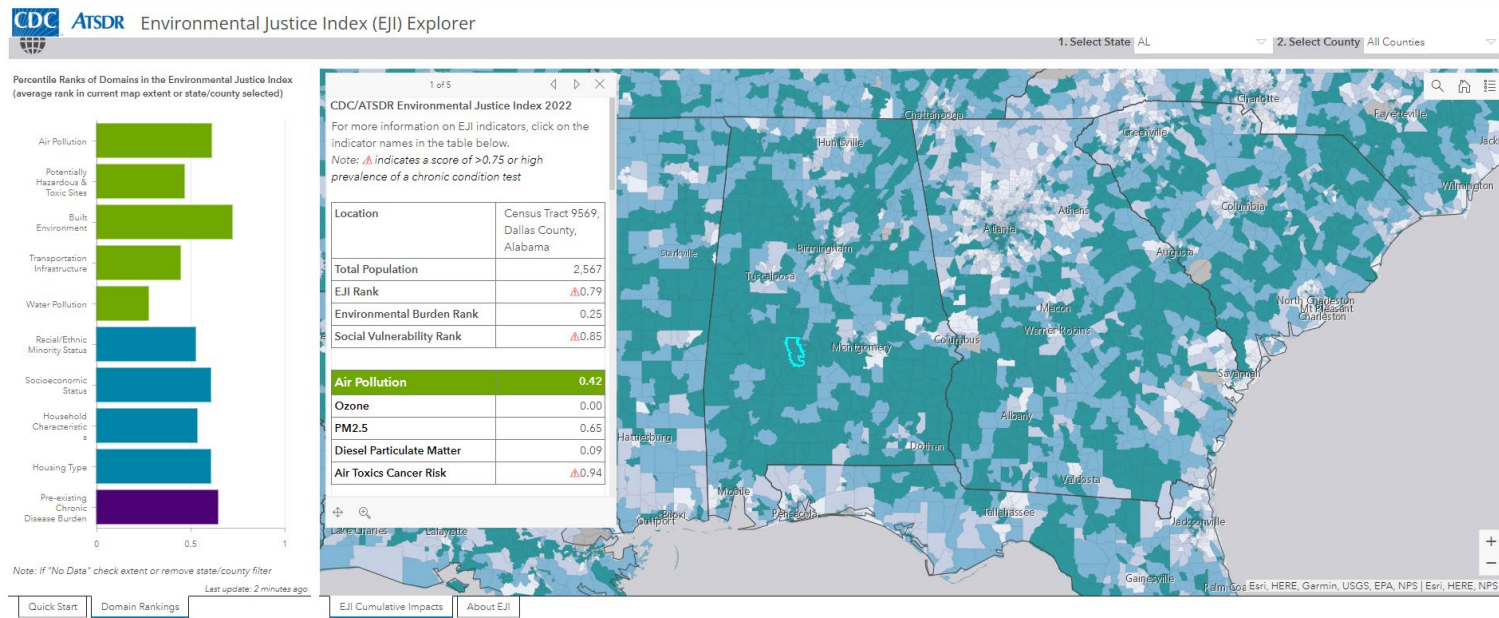 CDC ATSDR Environmental Justice Index (EJI) Explorer
1. Select State AL 2. Select County All Counties
Percentile Ranks of Domains in the Environmental Justice Index
(average rank in current map extent or state/county selected)
Air Pollution
Potentially
Hazardous &
Toxic Sites
Built
Environment
Transportation
Infrastructure
Water Pollution
Racial/Ethnic
Minority Status
Socioeconomic
Status
Household
Characteristic
s
Housing Type
Pre-existing
Chronic
Disease Burden
0 0.5 1
Note: If "No Data" check extent or remove state/county filter
Last update: 2 minutes ago
Quick Start Domain Rankings
1 of 5
CDC/ATSDR Environmental Justice Index 2022
For more information on EJI indicators, click on the
indicator names in the table below.
Note: ⚠ indicates a score of >0.75 or high
prevalence of a chronic condition test
Location Census Tract 9569,
Dallas County,
Alabama
Total Population 2,567
EJI Rank ⚠0.79
Environmental Burden Rank 0.25
Social Vulnerability Rank ⚠0.85
Air Pollution 0.42
Ozone 0.00
PM2.5 0.65
Diesel Particulate Matter 0.09
Air Toxics Cancer Risk ⚠0.94
Chattanooga
Charlotte
Fayetteville
Huntsville
Greenville
Jack
Wilmington
Columbia
Athens
Atlanta
Starkville
Birmingham
Augusta
Tuscaloosa
North Charleston
Mt Pleasant
Charleston
Macon
Warner Robins
Montgomery
Columbus
Savannah
Albany
Hattiesburg
Dothan
Valdosta
Mobile
Biloxi
Gulfport
Pensacola
Tallahassee
Jacksonville
Lake Charles
Lafayette
Gainesville
Palm Coa
Esri, HERE, Garmin, USGS, EPA, NPS | Esri, HERE, NPS
EJI Cumulative Impacts About EJI